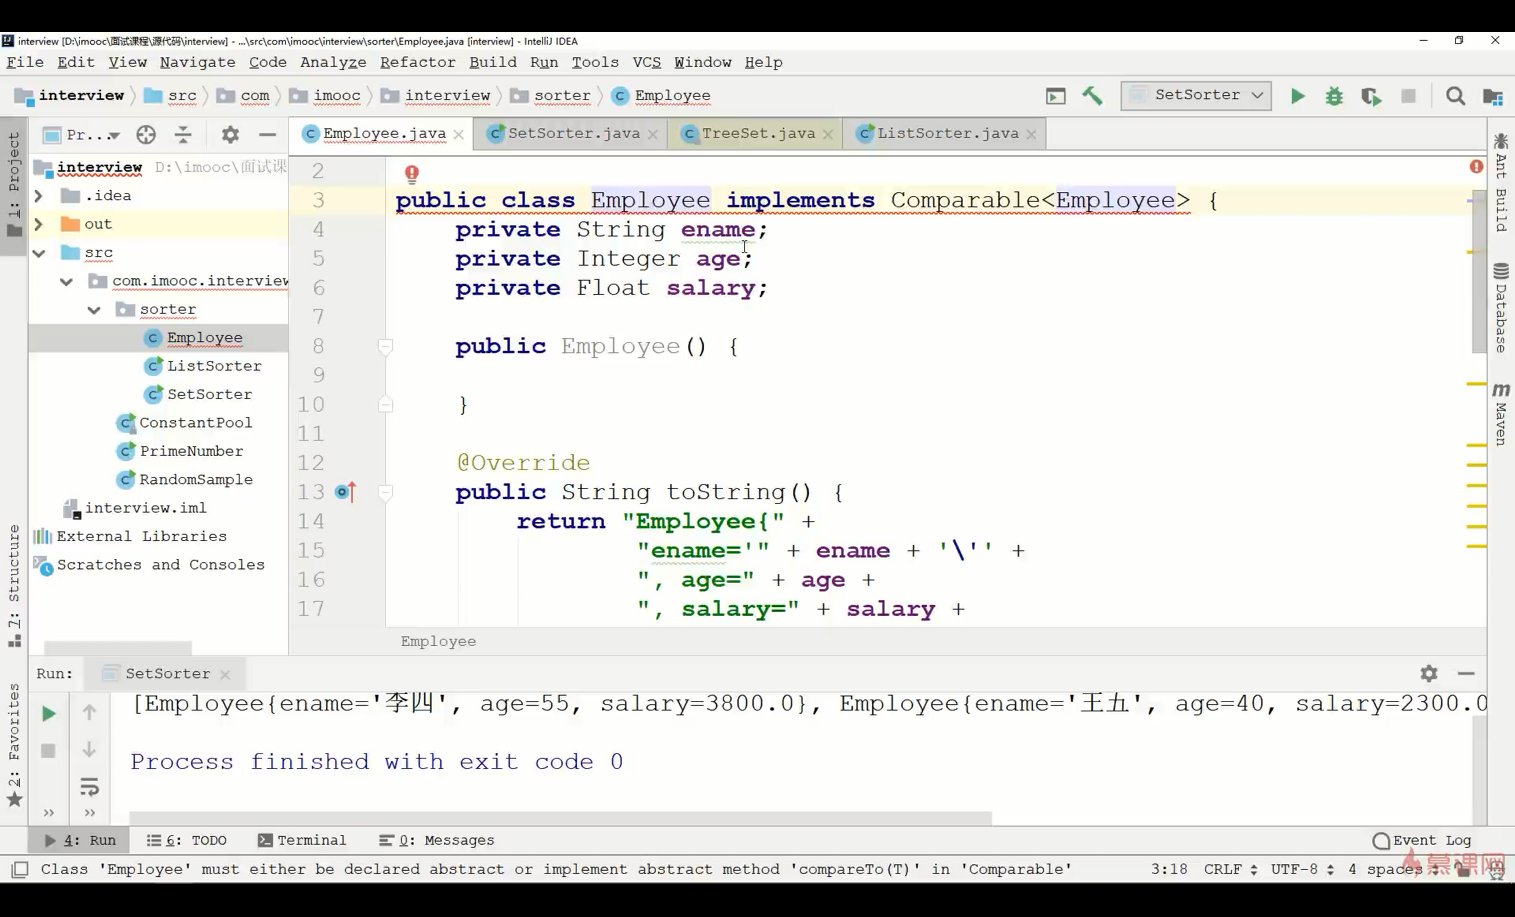 interview [D:\imooc\面试课程\源代码\interview] - ...\src\com\imooc\interview\sorter\Employee.java [interview] - IntelliJ IDEA
File Edit View Navigate Code Analyze Refactor Build Run Tools VCS Window Help
interview src com imooc interview sorter Employee SetSorter
Pr... Employee.java SetSorter.java TreeSet.java ListSorter.java
1: Project
interview D:\imooc\面试课
.idea
out
src
com.imooc.interview
sorter
Employee
ListSorter
SetSorter
ConstantPool
PrimeNumber
RandomSample
interview.iml
External Libraries
Scratches and Consoles
7: Structure
2: Favorites
2
3 public class Employee implements Comparable<Employee> {
4 private String ename;
5 private Integer age;
6 private Float salary;
7
8 public Employee() {
9
10 }
11
12 @Override
13 public String toString() {
14 return "Employee{" +
15 "ename='" + ename + '\'' +
16 ", age=" + age +
17 ", salary=" + salary +
Employee
Ant Build
Database
m Maven
Run: SetSorter
[Employee{ename='李四', age=55, salary=3800.0}, Employee{ename='王五', age=40, salary=2300.0
Process finished with exit code 0
4: Run 6: TODO Terminal 0: Messages Event Log
Class 'Employee' must either be declared abstract or implement abstract method 'compareTo(T)' in 'Comparable' 3:18 CRLF UTF-8 4 spaces
慕课网